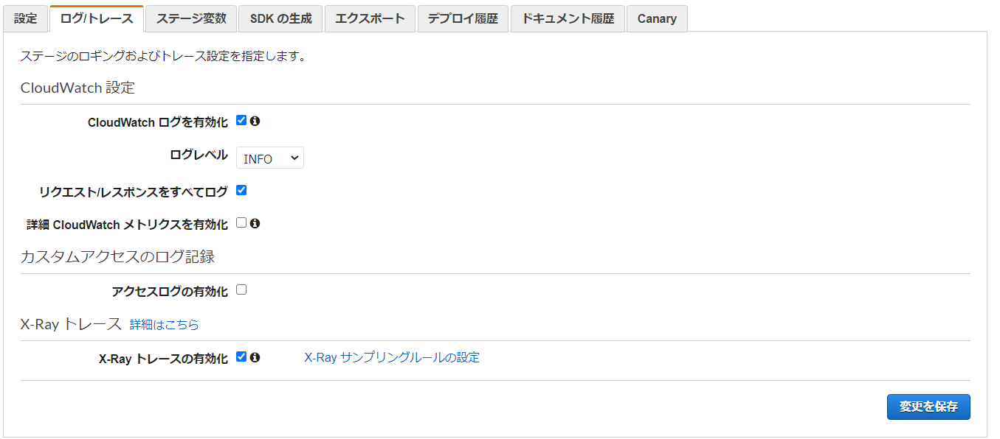 設定 ログ/トレース ステージ変数 SDK の生成 エクスポート デプロイ履歴 ドキュメント履歴 Canary
ステージのロギングおよびトレース設定を指定します。
CloudWatch 設定
CloudWatch ログを有効化
ログレベル INFO
リクエスト/レスポンスをすべてログ
詳細 CloudWatch メトリクスを有効化
カスタムアクセスのログ記録
アクセスログの有効化
X-Ray トレース 詳細はこちら
X-Ray トレースの有効化 X-Ray サンプリングルールの設定
変更を保存